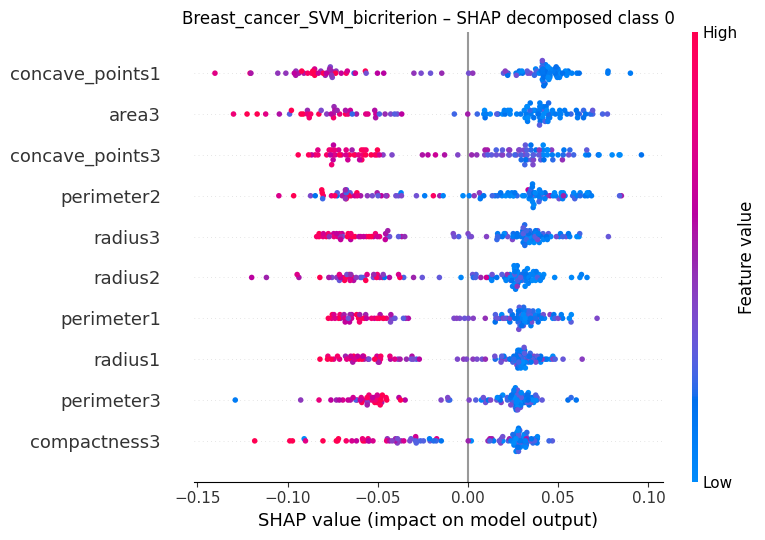 Breast_cancer_SVM_bicriterion – SHAP decomposed class 0
High
concave_points1
area3
concave_points3
perimeter2
radius3
radius2
perimeter1
radius1
perimeter3
compactness3
Feature value
Low
−0.15 −0.10 −0.05 0.00 0.05 0.10
SHAP value (impact on model output)